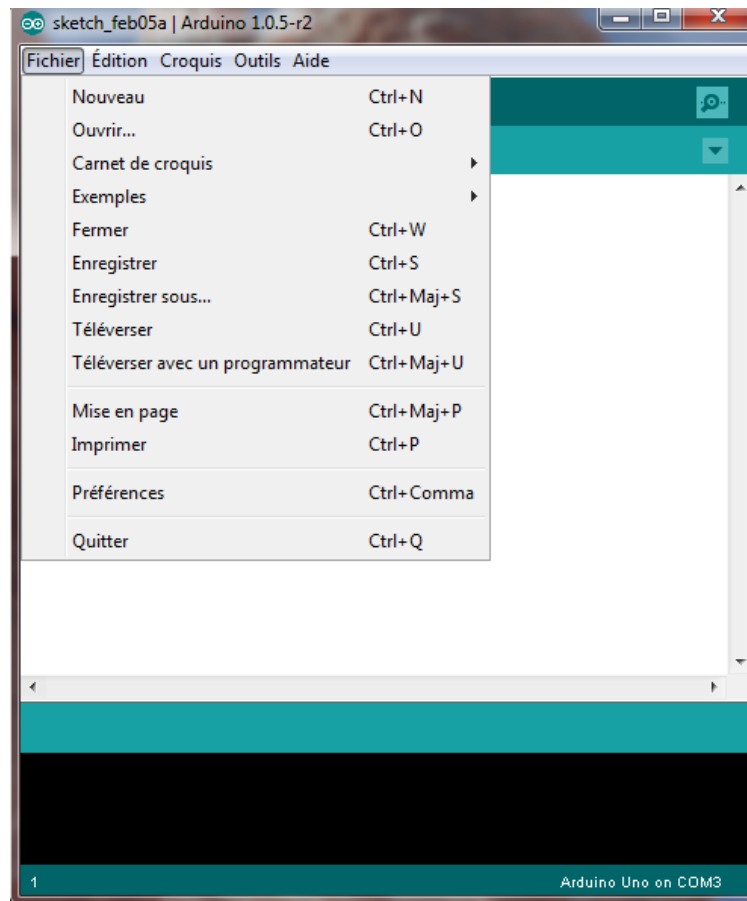 sketch_feb05a | Arduino 1.0.5-r2
Fichier Édition Croquis Outils Aide
Nouveau Ctrl+N
Ouvrir... Ctrl+O
Carnet de croquis
Exemples
Fermer Ctrl+W
Enregistrer Ctrl+S
Enregistrer sous... Ctrl+Maj+S
Téléverser Ctrl+U
Téléverser avec un programmateur Ctrl+Maj+U
Mise en page Ctrl+Maj+P
Imprimer Ctrl+P
Préférences Ctrl+Comma
Quitter Ctrl+Q
1 Arduino Uno on COM3